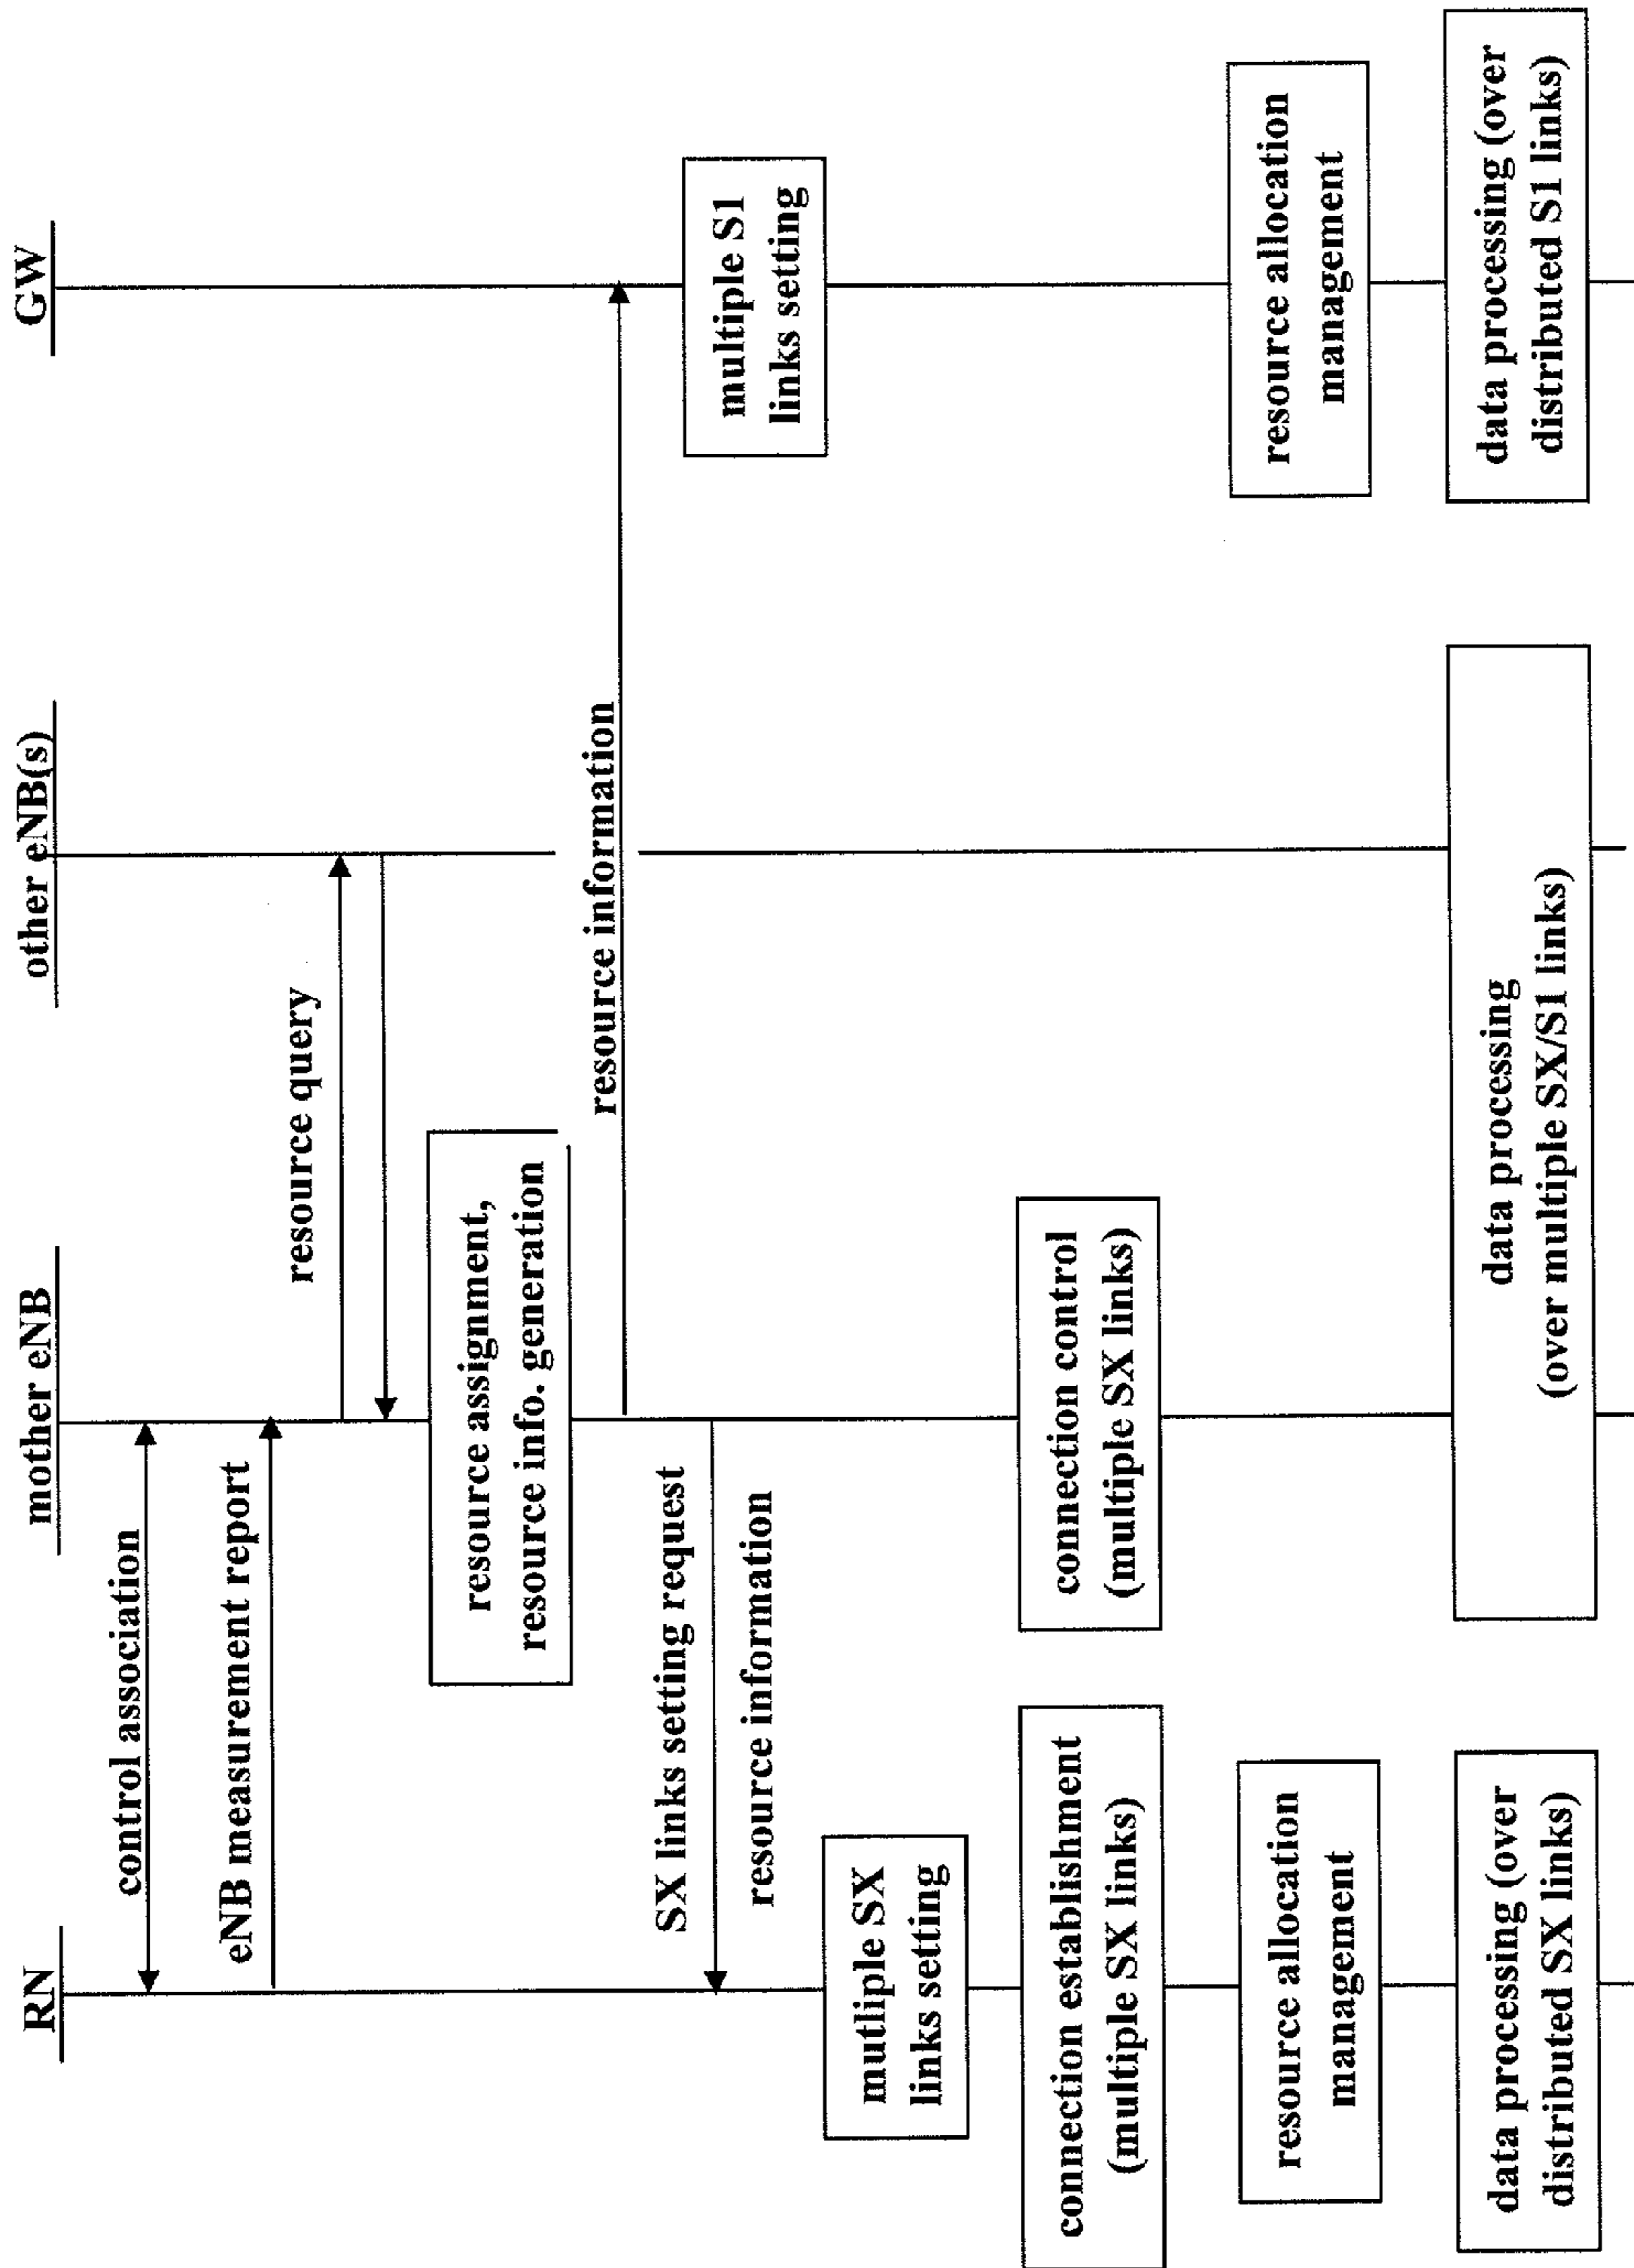 RN
mother eNB
other eNB(s)
GW
control association
eNB measurement report
resource query
resource assignment,
resource info. generation
resource information
SX links setting request
resource information
multiple S1
links setting
mutliple SX
links setting
connection establishment
(multiple SX links)
connection control
(multiple SX links)
resource allocation
management
resource allocation
management
data processing (over
distributed SX links)
data processing
(over multiple SX/S1 links)
data processing (over
distributed S1 links)